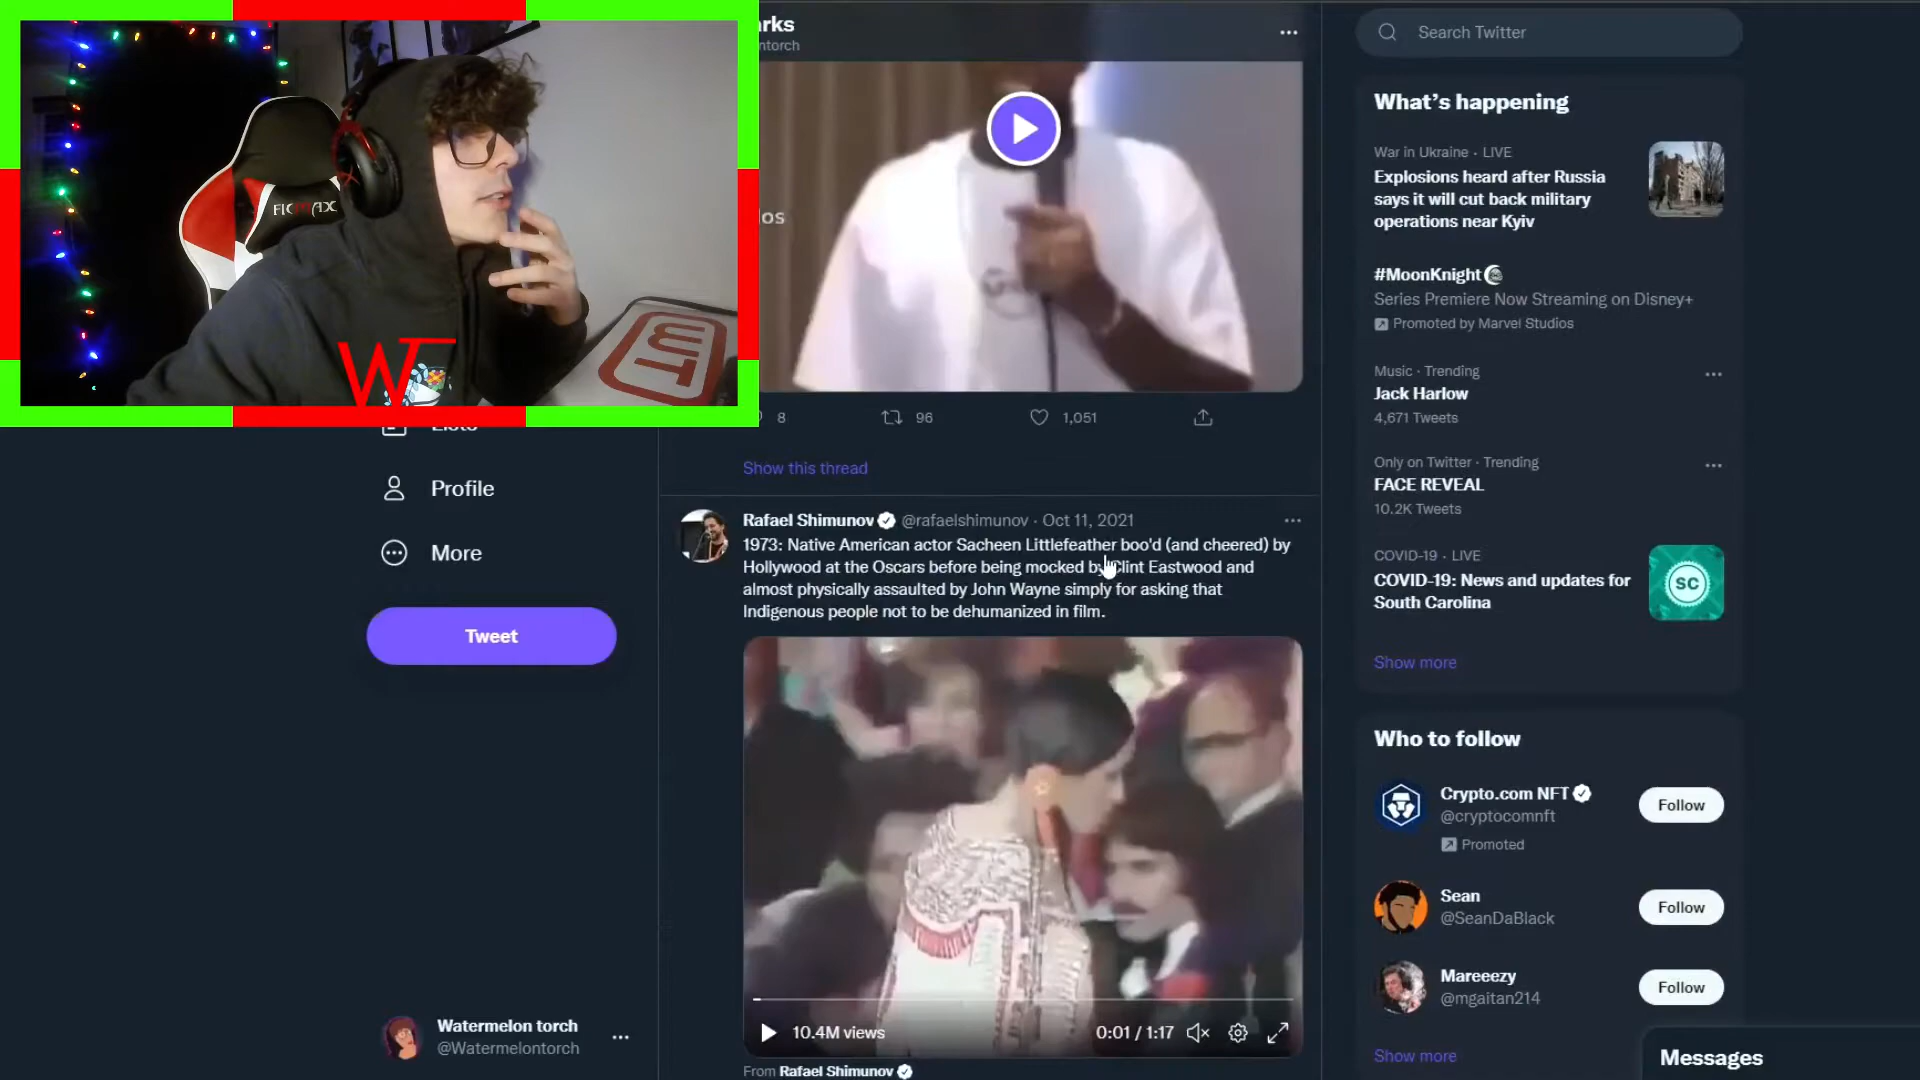 FICMAX
WT
W
arks
ntorch
os
8
96
1,051
Show this thread
Lists
Profile
More
Tweet
Rafael Shimunov @rafaelshimunov · Oct 11, 2021
1973: Native American actor Sacheen Littlefeather boo'd (and cheered) by
Hollywood at the Oscars before being mocked by Clint Eastwood and
almost physically assaulted by John Wayne simply for asking that
Indigenous people not to be dehumanized in film.
10.4M views
0:01 / 1:17
From Rafael Shimunov
Watermelon torch
@Watermelontorch
Search Twitter
What's happening
War in Ukraine · LIVE
Explosions heard after Russia
says it will cut back military
operations near Kyiv
#MoonKnight
Series Premiere Now Streaming on Disney+
Promoted by Marvel Studios
Music · Trending
Jack Harlow
4,671 Tweets
Only on Twitter · Trending
FACE REVEAL
10.2K Tweets
COVID-19 · LIVE
COVID-19: News and updates for
South Carolina
SC
Show more
Who to follow
Crypto.com NFT
@cryptocomnft
Promoted
Follow
Sean
@SeanDaBlack
Follow
Mareeezy
@mgaitan214
Follow
Show more
Messages